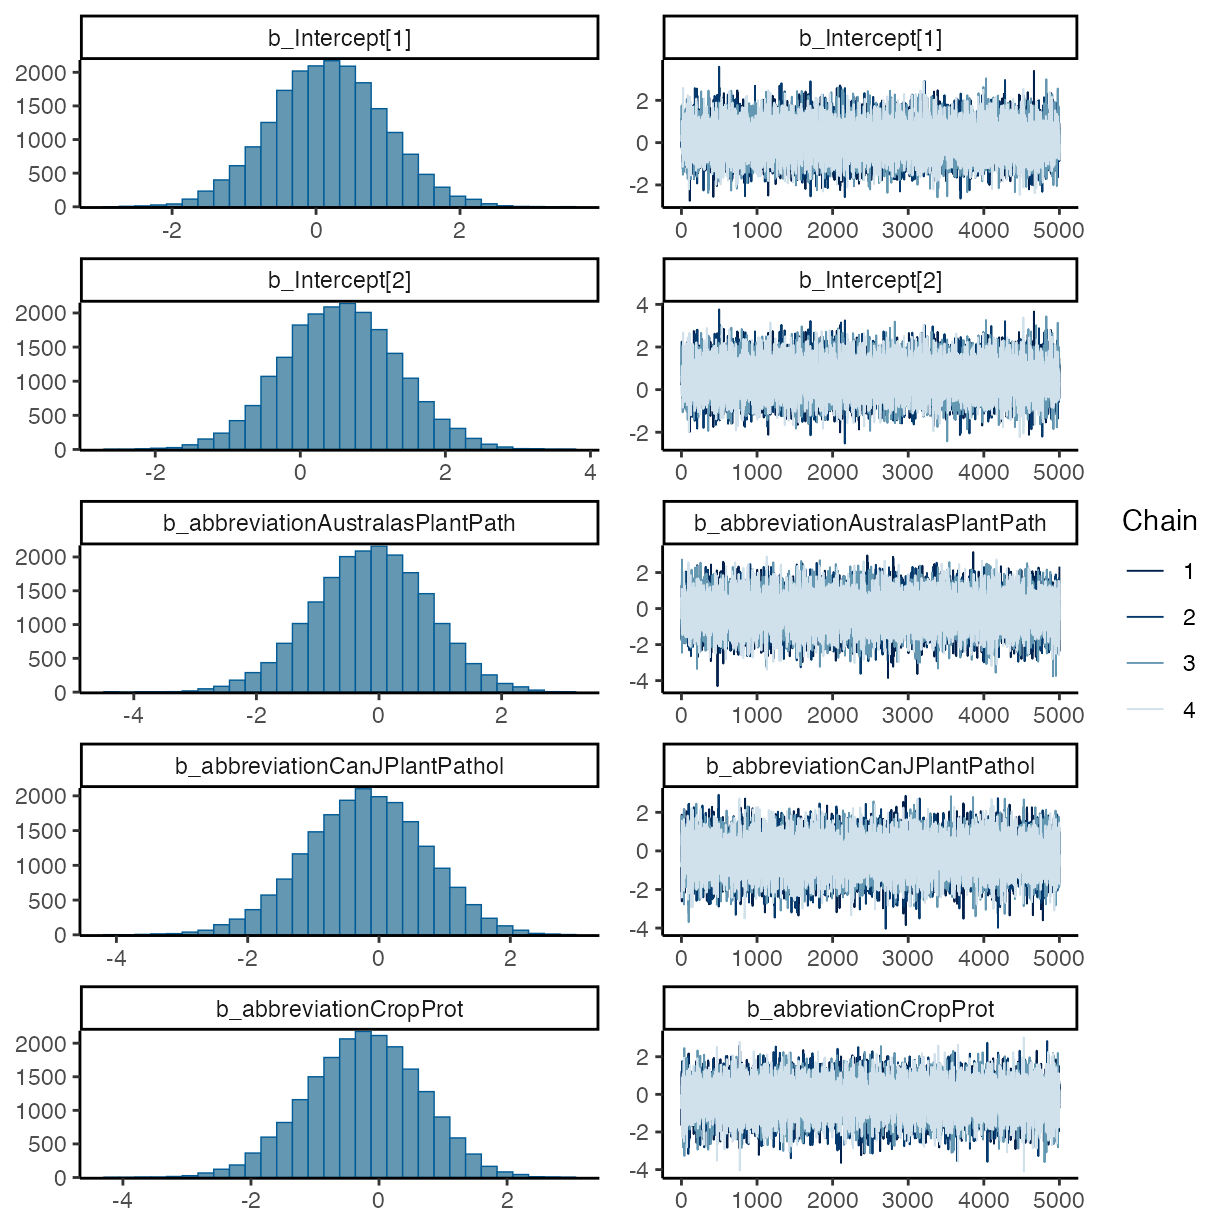 b_Intercept[1]
2000
1500
1000
500
0
-2 0 2
b_Intercept[1]
2
0
-2
0 1000 2000 3000 4000 5000
b_Intercept[2]
2000
1500
1000
500
0
-2 0 2 4
b_Intercept[2]
4
2
0
-2
0 1000 2000 3000 4000 5000
b_abbreviationAustralasPlantPath
2000
1500
1000
500
0
-4 -2 0 2
b_abbreviationAustralasPlantPath
2
0
-2
-4
0 1000 2000 3000 4000 5000
b_abbreviationCanJPlantPathol
2000
1500
1000
500
0
-4 -2 0 2
b_abbreviationCanJPlantPathol
2
0
-2
-4
0 1000 2000 3000 4000 5000
b_abbreviationCropProt
2000
1500
1000
500
0
-4 -2 0 2
b_abbreviationCropProt
2
0
-2
-4
0 1000 2000 3000 4000 5000
Chain
1
2
3
4